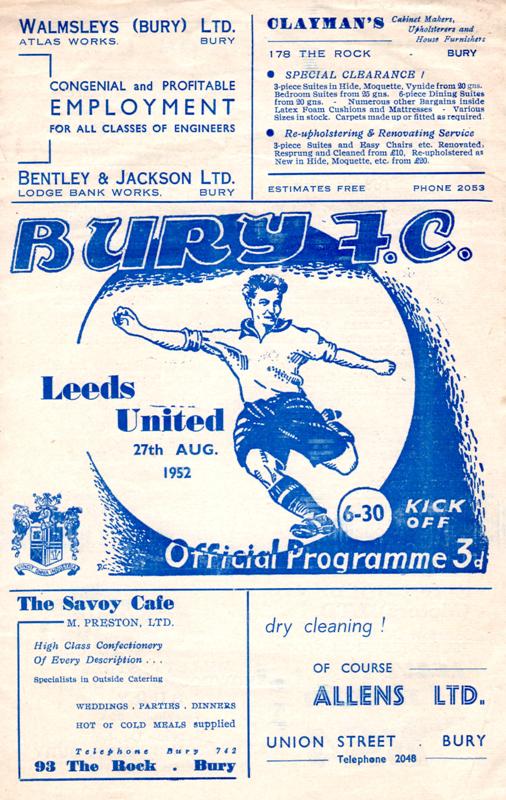 WALMSLEYS (BURY) LTD.
ATLAS WORKS. BURY
CONGENIAL and PROFITABLE
EMPLOYMENT
FOR ALL CLASSES OF ENGINEERS
BENTLEY & JACKSON LTD.
LODGE BANK WORKS. BURY
CLAYMAN'S Cabinet Makers,
Upholsterers and
House Furnishers
178 THE ROCK - BURY
● SPECIAL CLEARANCE !
3-piece Suites in Hide, Moquette, Vynide from 20 gns.
Bedroom Suites from 25 gns. 6-piece Dining Suites
from 20 gns. - Numerous other Bargains inside
Latex Foam Cushions and Mattresses - Various
Sizes in stock. Carpets made up or fitted as required.
● Re-upholstering & Renovating Service
3-piece Suites and Easy Chairs etc. Renovated,
Resprung and Cleaned from £10, Re-upholstered as
New in Hide, Moquette, etc. from £20.
ESTIMATES FREE PHONE 2053
BURY F.C.
Leeds
United
27th AUG.
1952
6-30 KICK
OFF
Official Programme 3d
The Savoy Cafe
M. PRESTON, LTD.
High Class Confectionery
Of Every Description . . .
Specialists in Outside Catering
WEDDINGS . PARTIES . DINNERS
HOT or COLD MEALS supplied
Telephone Bury 742
93 The Rock . Bury
dry cleaning !
OF COURSE
ALLENS LTD.
UNION STREET . BURY
Telephone 2048